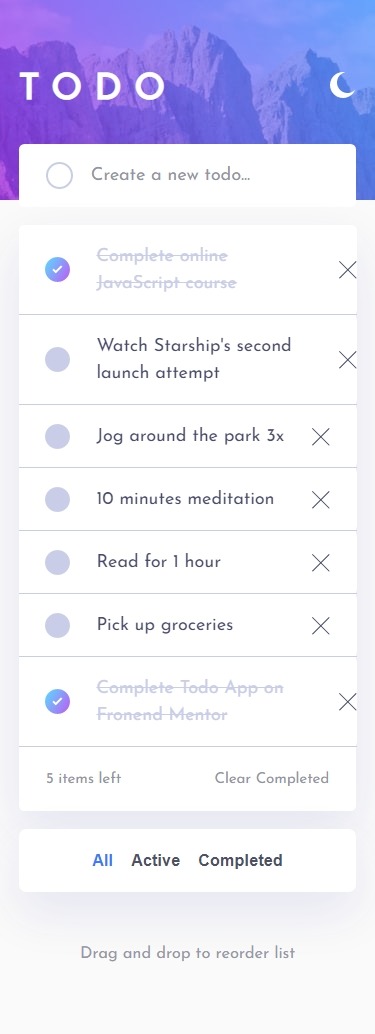 TODO
Create a new todo...
Complete online
JavaScript course
Watch Starship's second
launch attempt
Jog around the park 3x
10 minutes meditation
Read for 1 hour
Pick up groceries
Complete Todo App on
Fronend Mentor
5 items left Clear Completed
All Active Completed
Drag and drop to reorder list